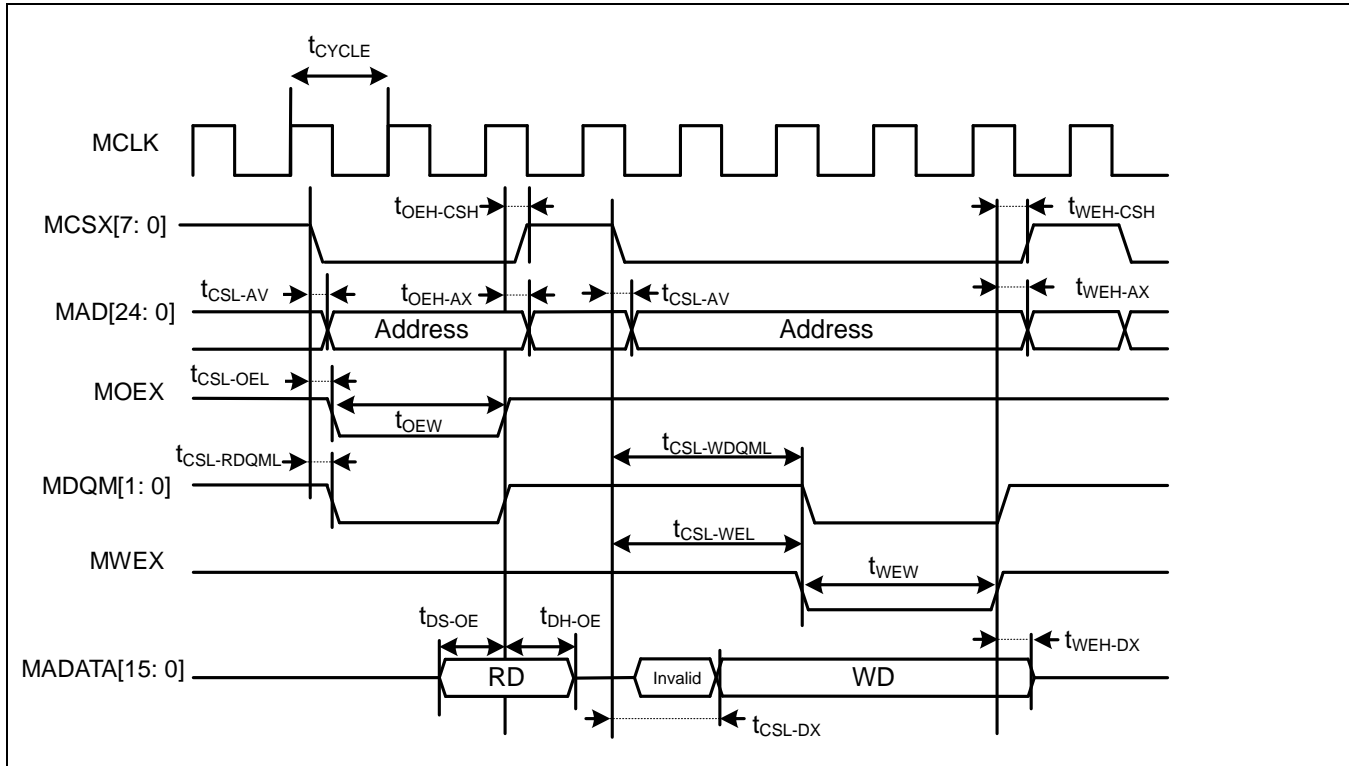 tCYCLE
MCLK
tOEH-CSH
tWEH-CSH
MCSX[7: 0]
tCSL-AV
tOEH-AX
tCSL-AV
tWEH-AX
MAD[24: 0]
Address
Address
tCSL-OEL
MOEX
tOEW
tCSL-RDQML
tCSL-WDQML
MDQM[1: 0]
tCSL-WEL
MWEX
tWEW
tDS-OE
tDH-OE
tWEH-DX
MADATA[15: 0]
RD
Invalid
WD
tCSL-DX